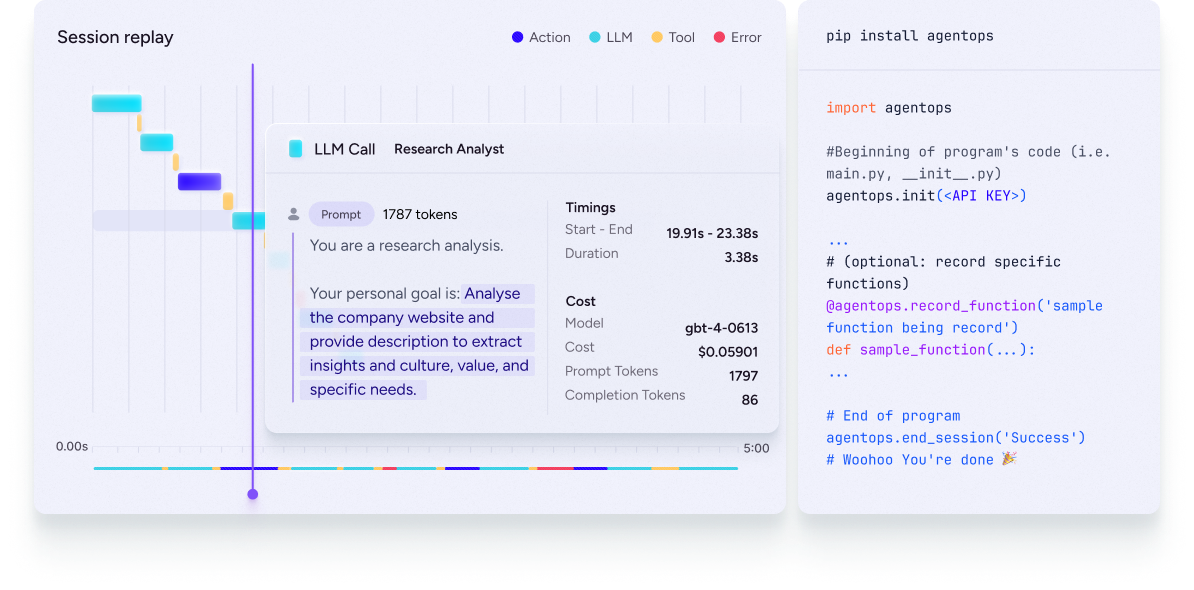 Session replay
Action
LLM
Tool
Error
LLM Call
Research Analyst
Prompt
1787 tokens
You are a research analysis.
Your personal goal is: Analyse
the company website and
provide description to extract
insights and culture, value, and
specific needs.
Timings
Start - End
19.91s - 23.38s
Duration
3.38s
Cost
Model
gbt-4-0613
Cost
$0.05901
Prompt Tokens
1797
Completion Tokens
86
0.00s
5:00
pip install agentops
import agentops
#Beginning of program's code (i.e.
main.py, __init__.py)
agentops.init(<API KEY>)
...
# (optional: record specific
functions)
@agentops.record_function('sample
function being record')
def sample_function(...):
...
# End of program
agentops.end_session('Success')
# Woohoo You're done 🎉